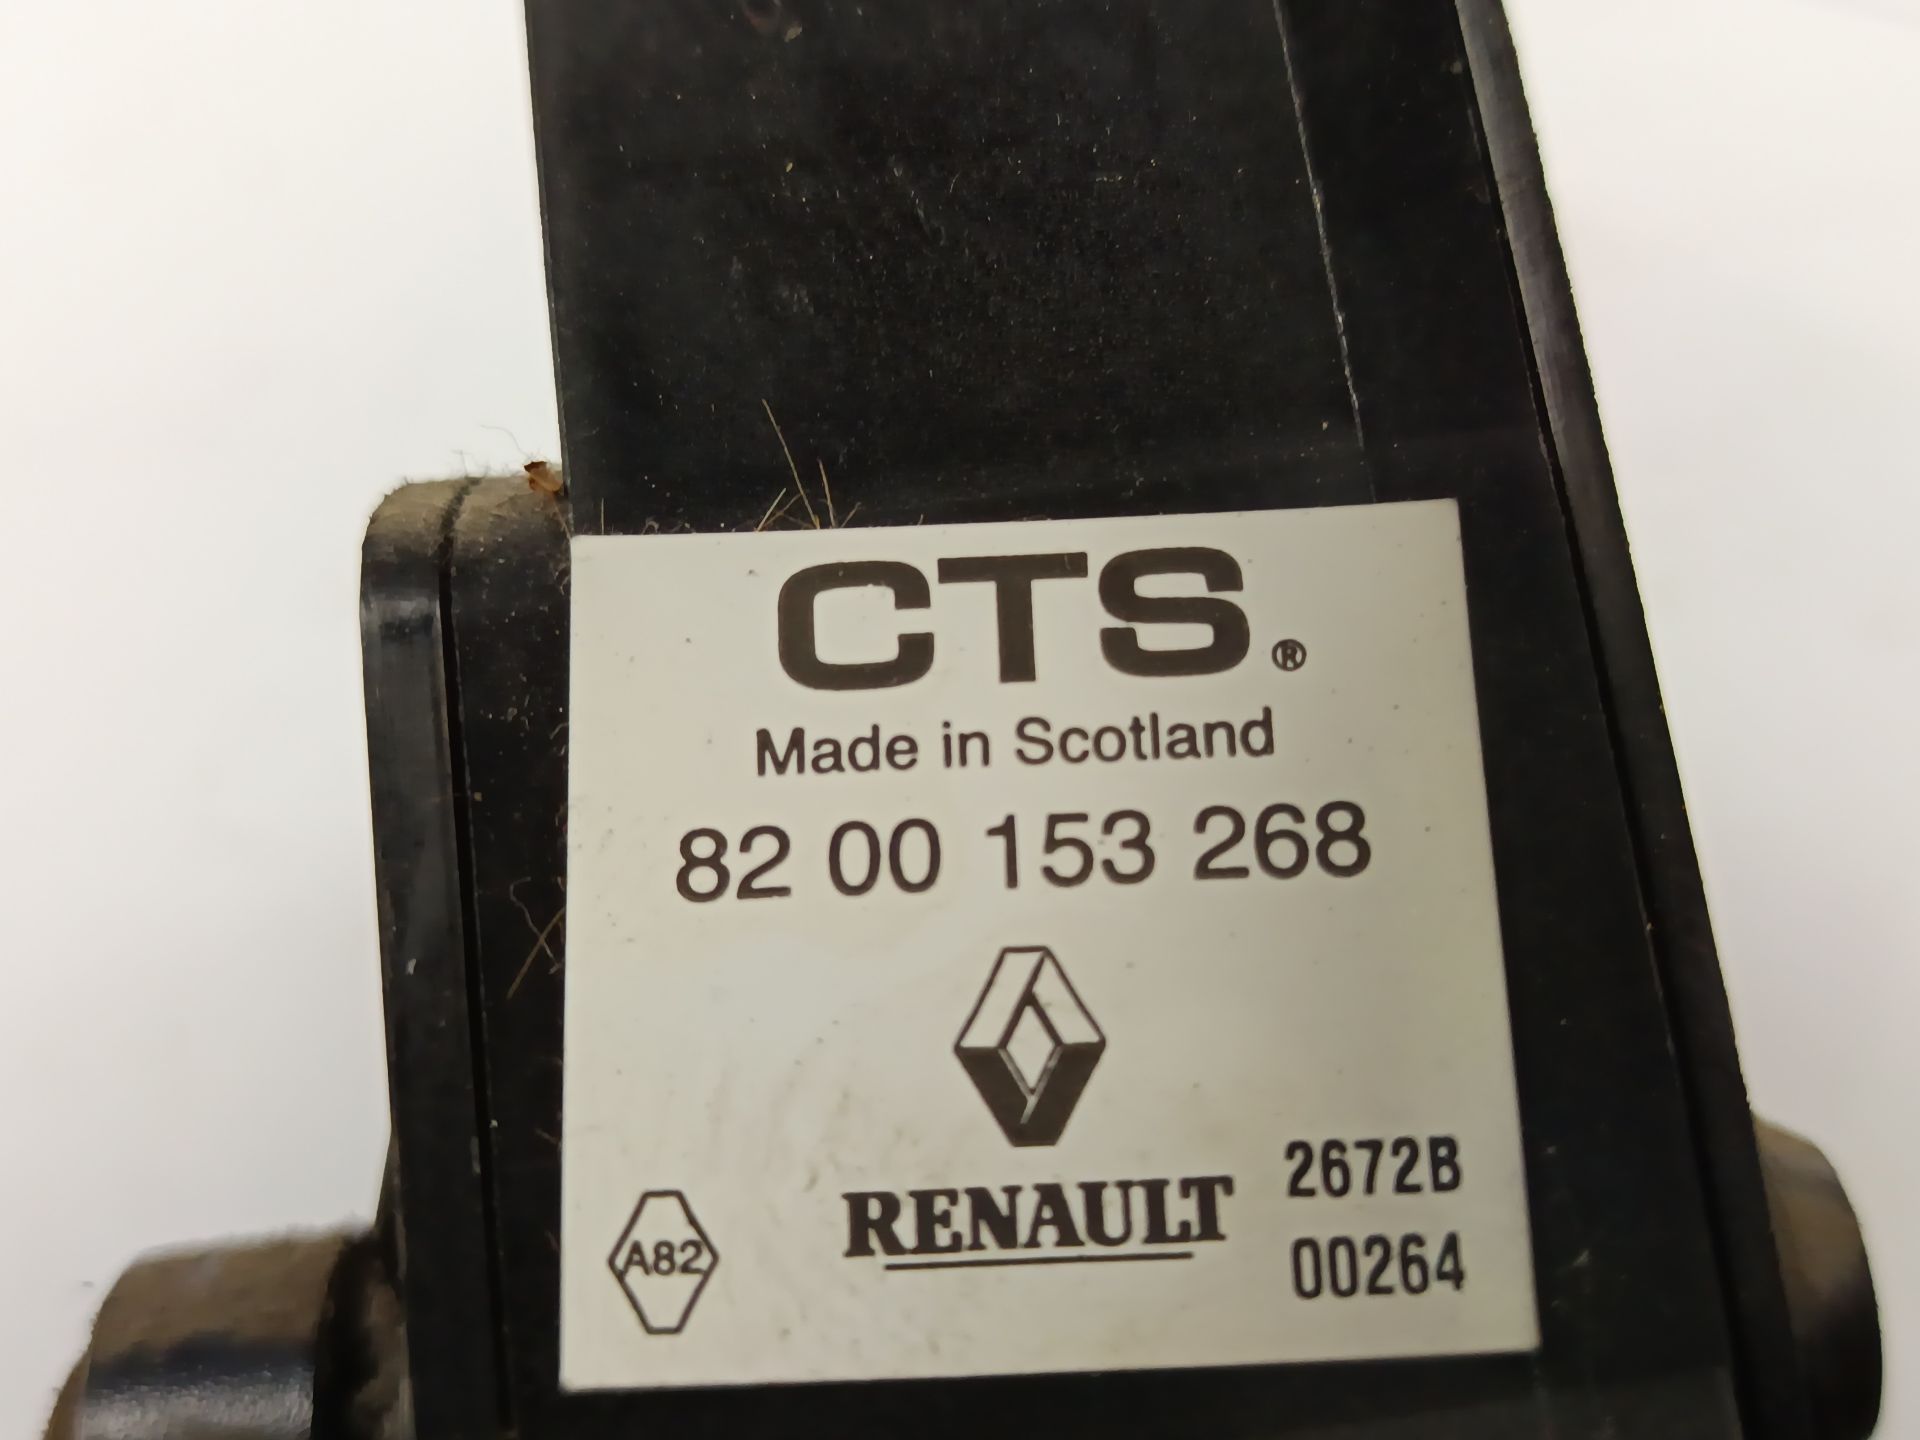 CTS®
Made in Scotland
82 00 153 268
RENAULT
A82
2672B
00264